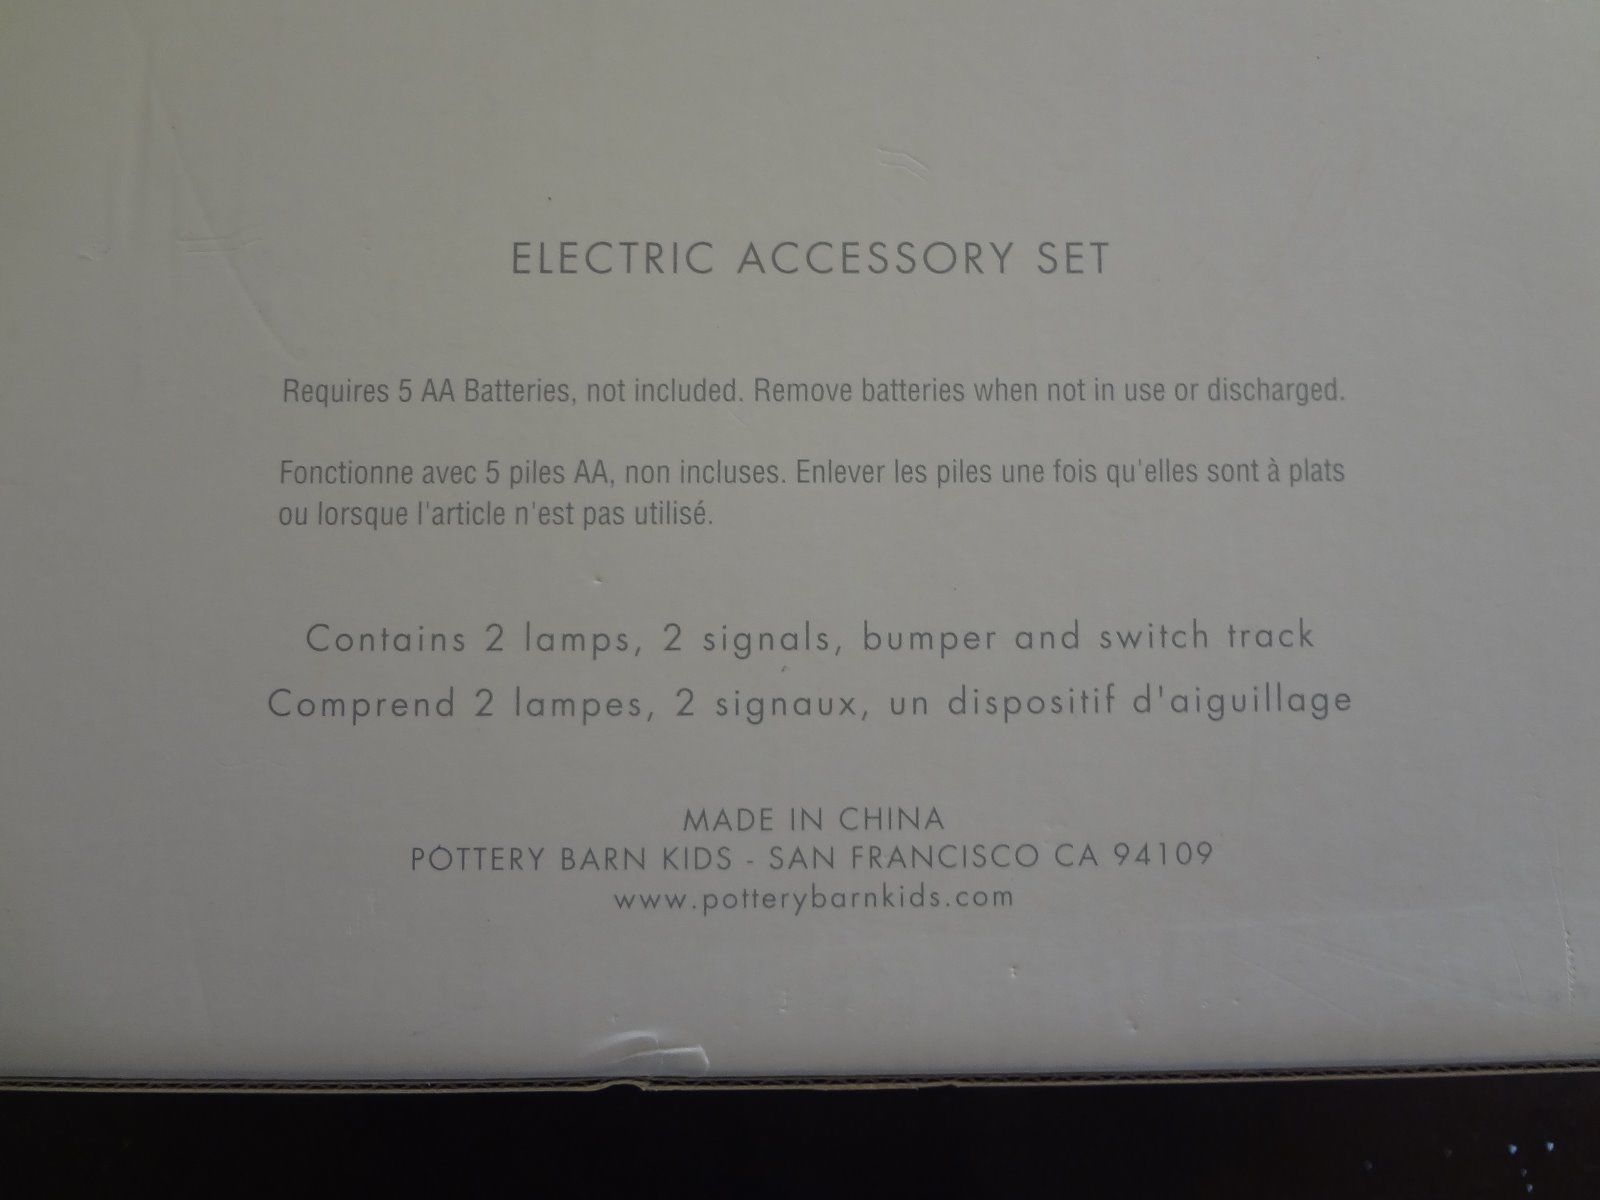 ELECTRIC ACCESSORY SET
Requires 5 AA Batteries, not included. Remove batteries when not in use or discharged.
Fonctionne avec 5 piles AA, non incluses. Enlever les piles une fois qu'elles sont à plats
ou lorsque l'article n'est pas utilisé.
Contains 2 lamps, 2 signals, bumper and switch track
Comprend 2 lampes, 2 signaux, un dispositif d'aiguillage
MADE IN CHINA
POTTERY BARN KIDS - SAN FRANCISCO CA 94109
www.potterybarnkids.com